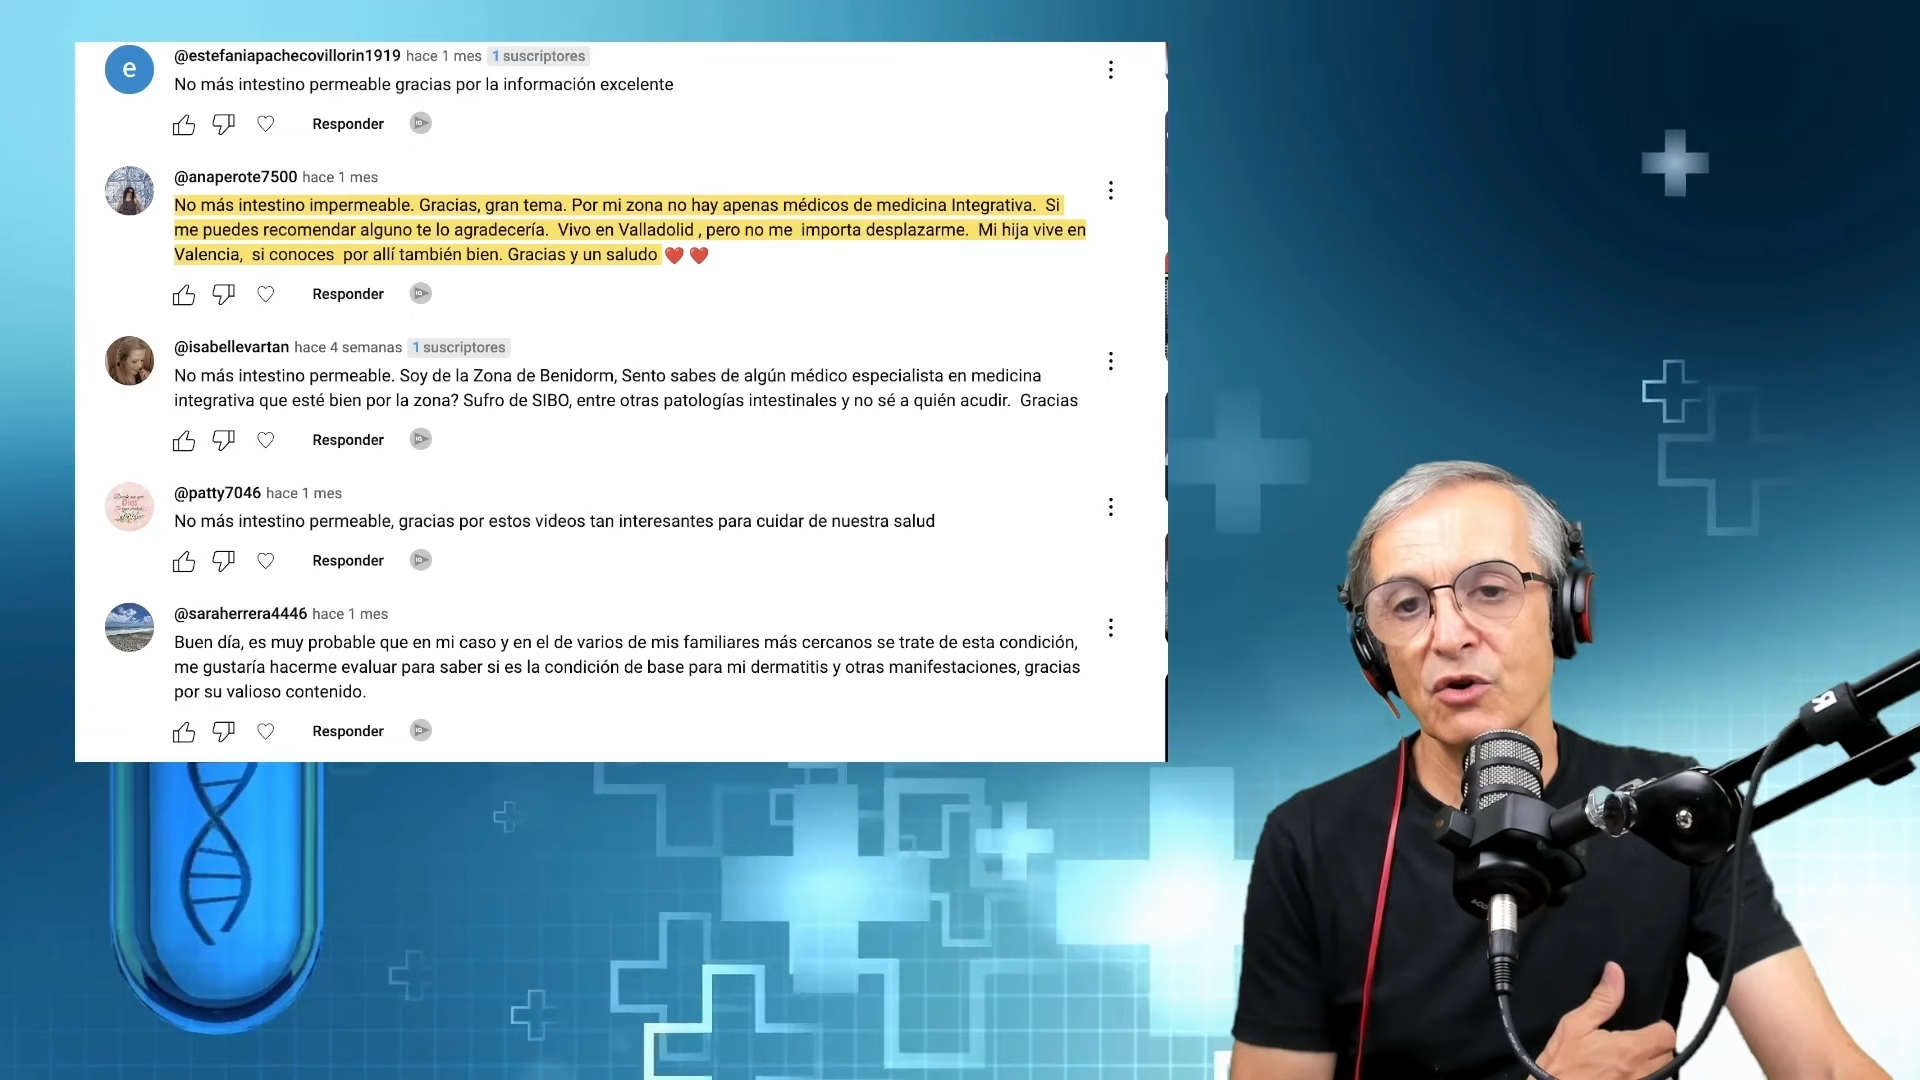 e
@estefaniapachecovillorin1919 hace 1 mes 1 suscriptores
No más intestino permeable gracias por la información excelente
Responder
@anaperote7500 hace 1 mes
No más intestino impermeable. Gracias, gran tema. Por mi zona no hay apenas médicos de medicina Integrativa. Si
me puedes recomendar alguno te lo agradecería. Vivo en Valladolid , pero no me importa desplazarme. Mi hija vive en
Valencia, si conoces por allí también bien. Gracias y un saludo ❤️ ❤️
Responder
@isabellevartan hace 4 semanas 1 suscriptores
No más intestino permeable. Soy de la Zona de Benidorm, Sento sabes de algún médico especialista en medicina
integrativa que esté bien por la zona? Sufro de SIBO, entre otras patologías intestinales y no sé a quién acudir. Gracias
Responder
@patty7046 hace 1 mes
No más intestino permeable, gracias por estos videos tan interesantes para cuidar de nuestra salud
Responder
@saraherrera4446 hace 1 mes
Buen día, es muy probable que en mi caso y en el de varios de mis familiares más cercanos se trate de esta condición,
me gustaría hacerme evaluar para saber si es la condición de base para mi dermatitis y otras manifestaciones, gracias
por su valioso contenido.
Responder